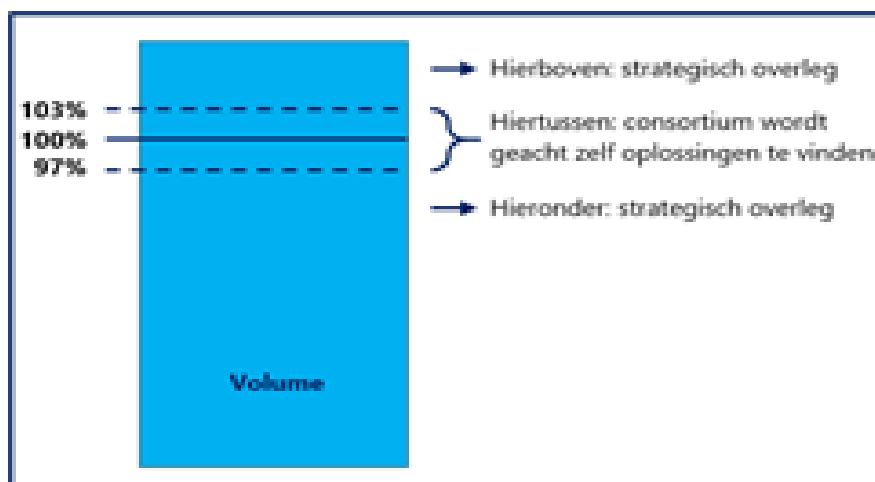 Hierboven: strategisch overleg
103%
100%
97%
Hiertussen: consortium wordt
geacht zelf oplossingen te vinden
Hieronder: strategisch overleg
Volume